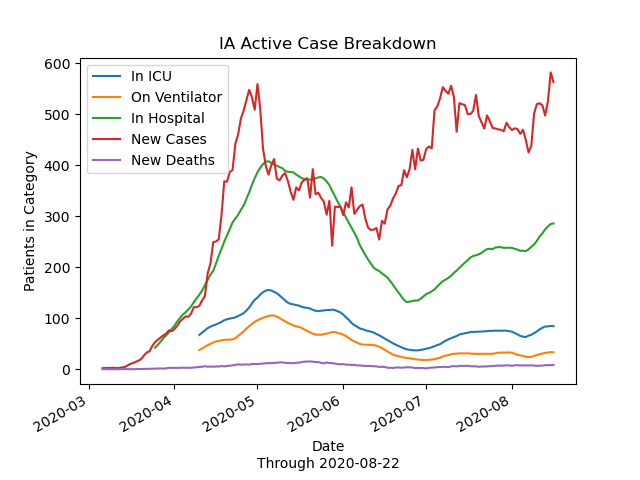 IA Active Case Breakdown
600
500
400
300
200
100
0
Patients in Category
In ICU
On Ventilator
In Hospital
New Cases
New Deaths
2020-03
2020-04
2020-05
2020-06
2020-07
2020-08
Date
Through 2020-08-22